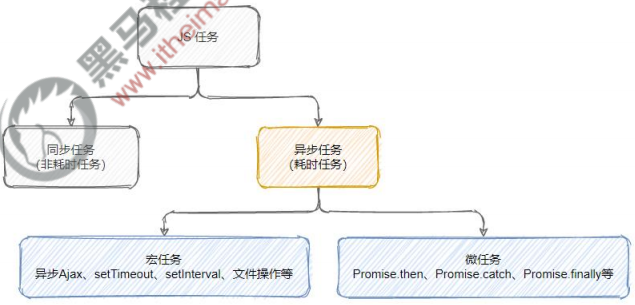 JS 任务
黑马程
www.itheima
同步任务
(非耗时任务)
异步任务
(耗时任务)
宏任务
异步Ajax、setTimeout、setInterval、文件操作等
微任务
Promise.then、Promise.catch、Promise.finally等